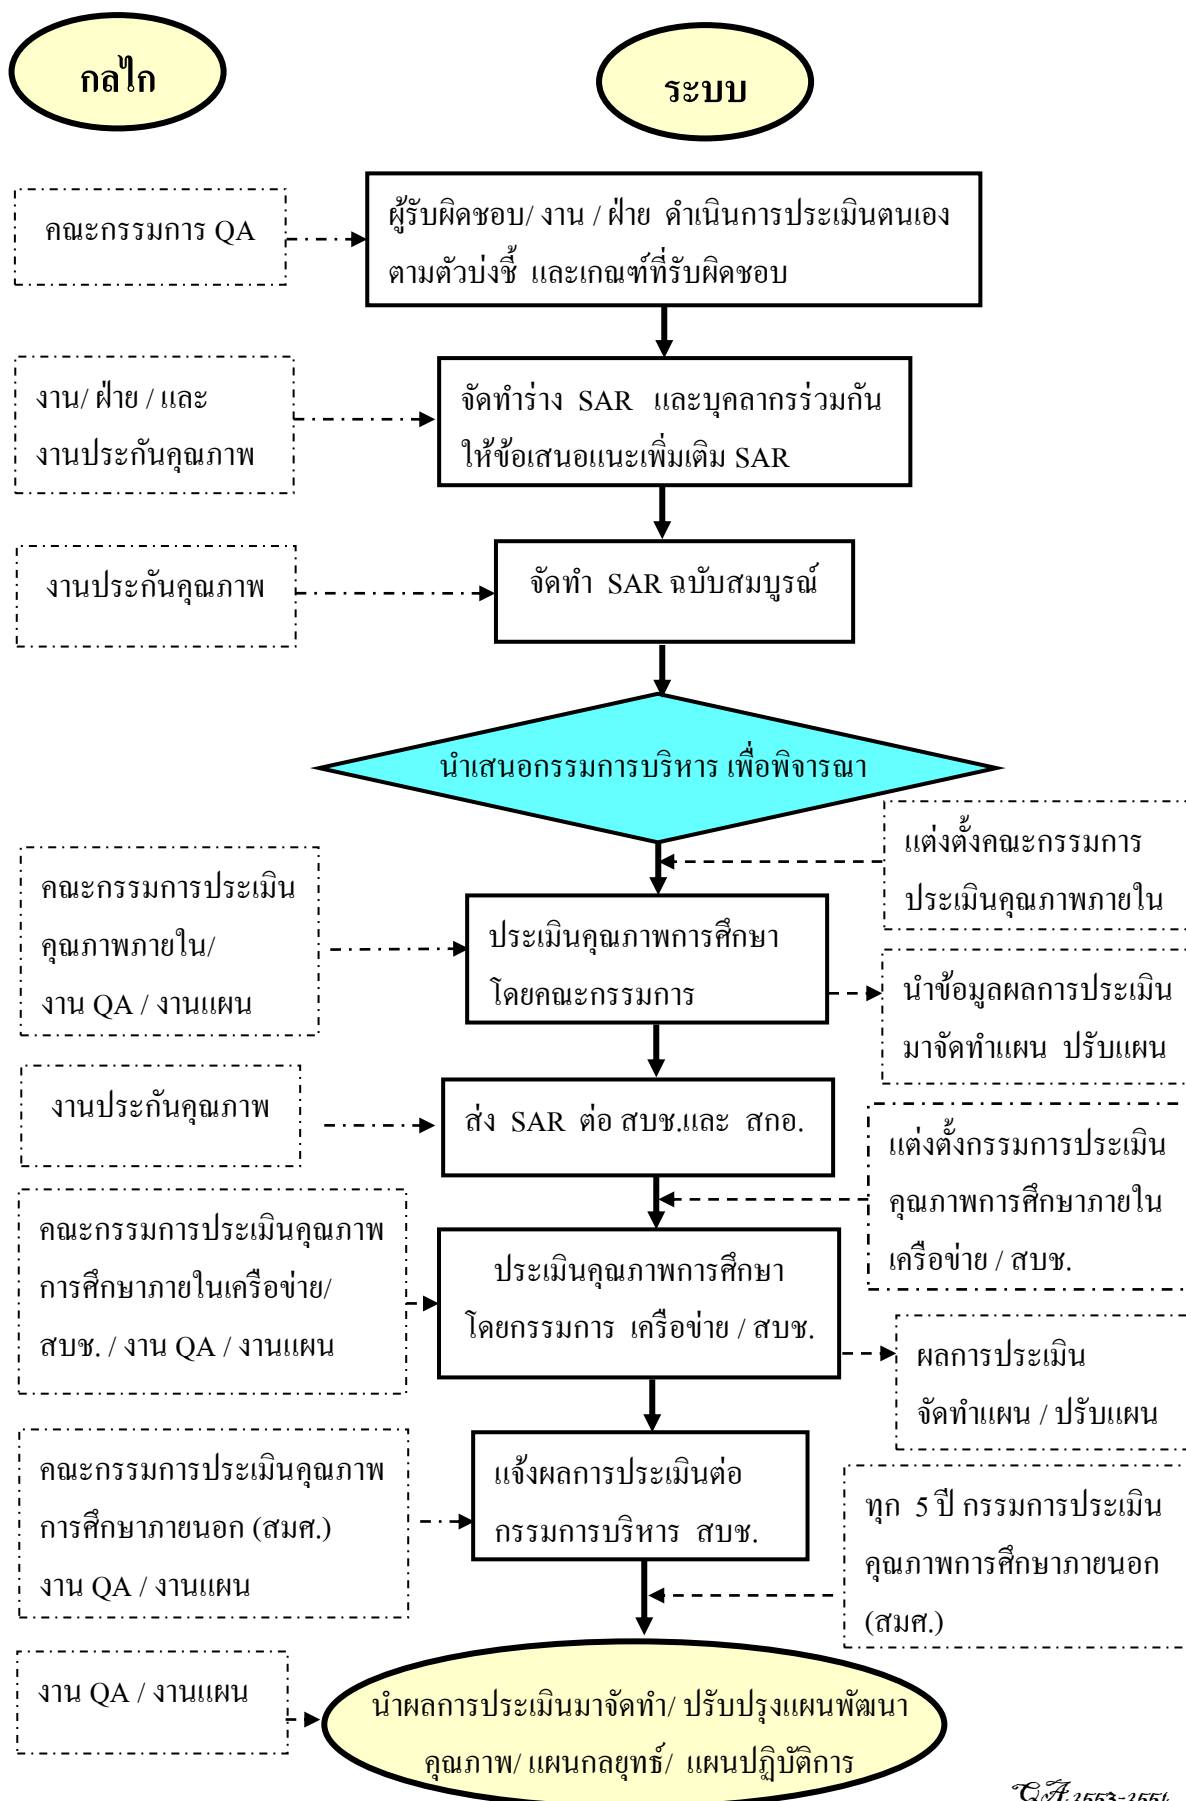 กลไก
ระบบ
คณะกรรมการ QA
ผู้รับผิดชอบ/ งาน / ฝ่าย ดำเนินการประเมินตนเอง
ตามตัวบ่งชี้ และเกณฑ์ที่รับผิดชอบ
งาน/ ฝ่าย / และ
งานประกันคุณภาพ
จัดทำร่าง SAR และบุคลากรร่วมกัน
ให้ข้อเสนอแนะเพิ่มเติม SAR
งานประกันคุณภาพ
จัดทำ SAR ฉบับสมบูรณ์
นำเสนอกรรมการบริหาร เพื่อพิจารณา
แต่งตั้งคณะกรรมการ
ประเมินคุณภาพภายใน
คณะกรรมการประเมิน
คุณภาพภายใน/
งาน QA / งานแผน
ประเมินคุณภาพการศึกษา
โดยคณะกรรมการ
นำข้อมูลผลการประเมิน
มาจัดทำแผน ปรับแผน
งานประกันคุณภาพ
ส่ง SAR ต่อ สบช.และ สกอ.
แต่งตั้งกรรมการประเมิน
คุณภาพการศึกษาภายใน
เครือข่าย / สบช.
คณะกรรมการประเมินคุณภาพ
การศึกษาภายในเครือข่าย/
สบช. / งาน QA / งานแผน
ประเมินคุณภาพการศึกษา
โดยกรรมการ เครือข่าย / สบช.
ผลการประเมิน
จัดทำแผน / ปรับแผน
คณะกรรมการประเมินคุณภาพ
การศึกษาภายนอก (สมศ.)
งาน QA / งานแผน
แจ้งผลการประเมินต่อ
กรรมการบริหาร สบช.
ทุก 5 ปี กรรมการประเมิน
คุณภาพการศึกษาภายนอก
(สมศ.)
งาน QA / งานแผน
นำผลการประเมินมาจัดทำ/ ปรับปรุงแผนพัฒนา
คุณภาพ/ แผนกลยุทธ์/ แผนปฏิบัติการ
QA 2553-2554